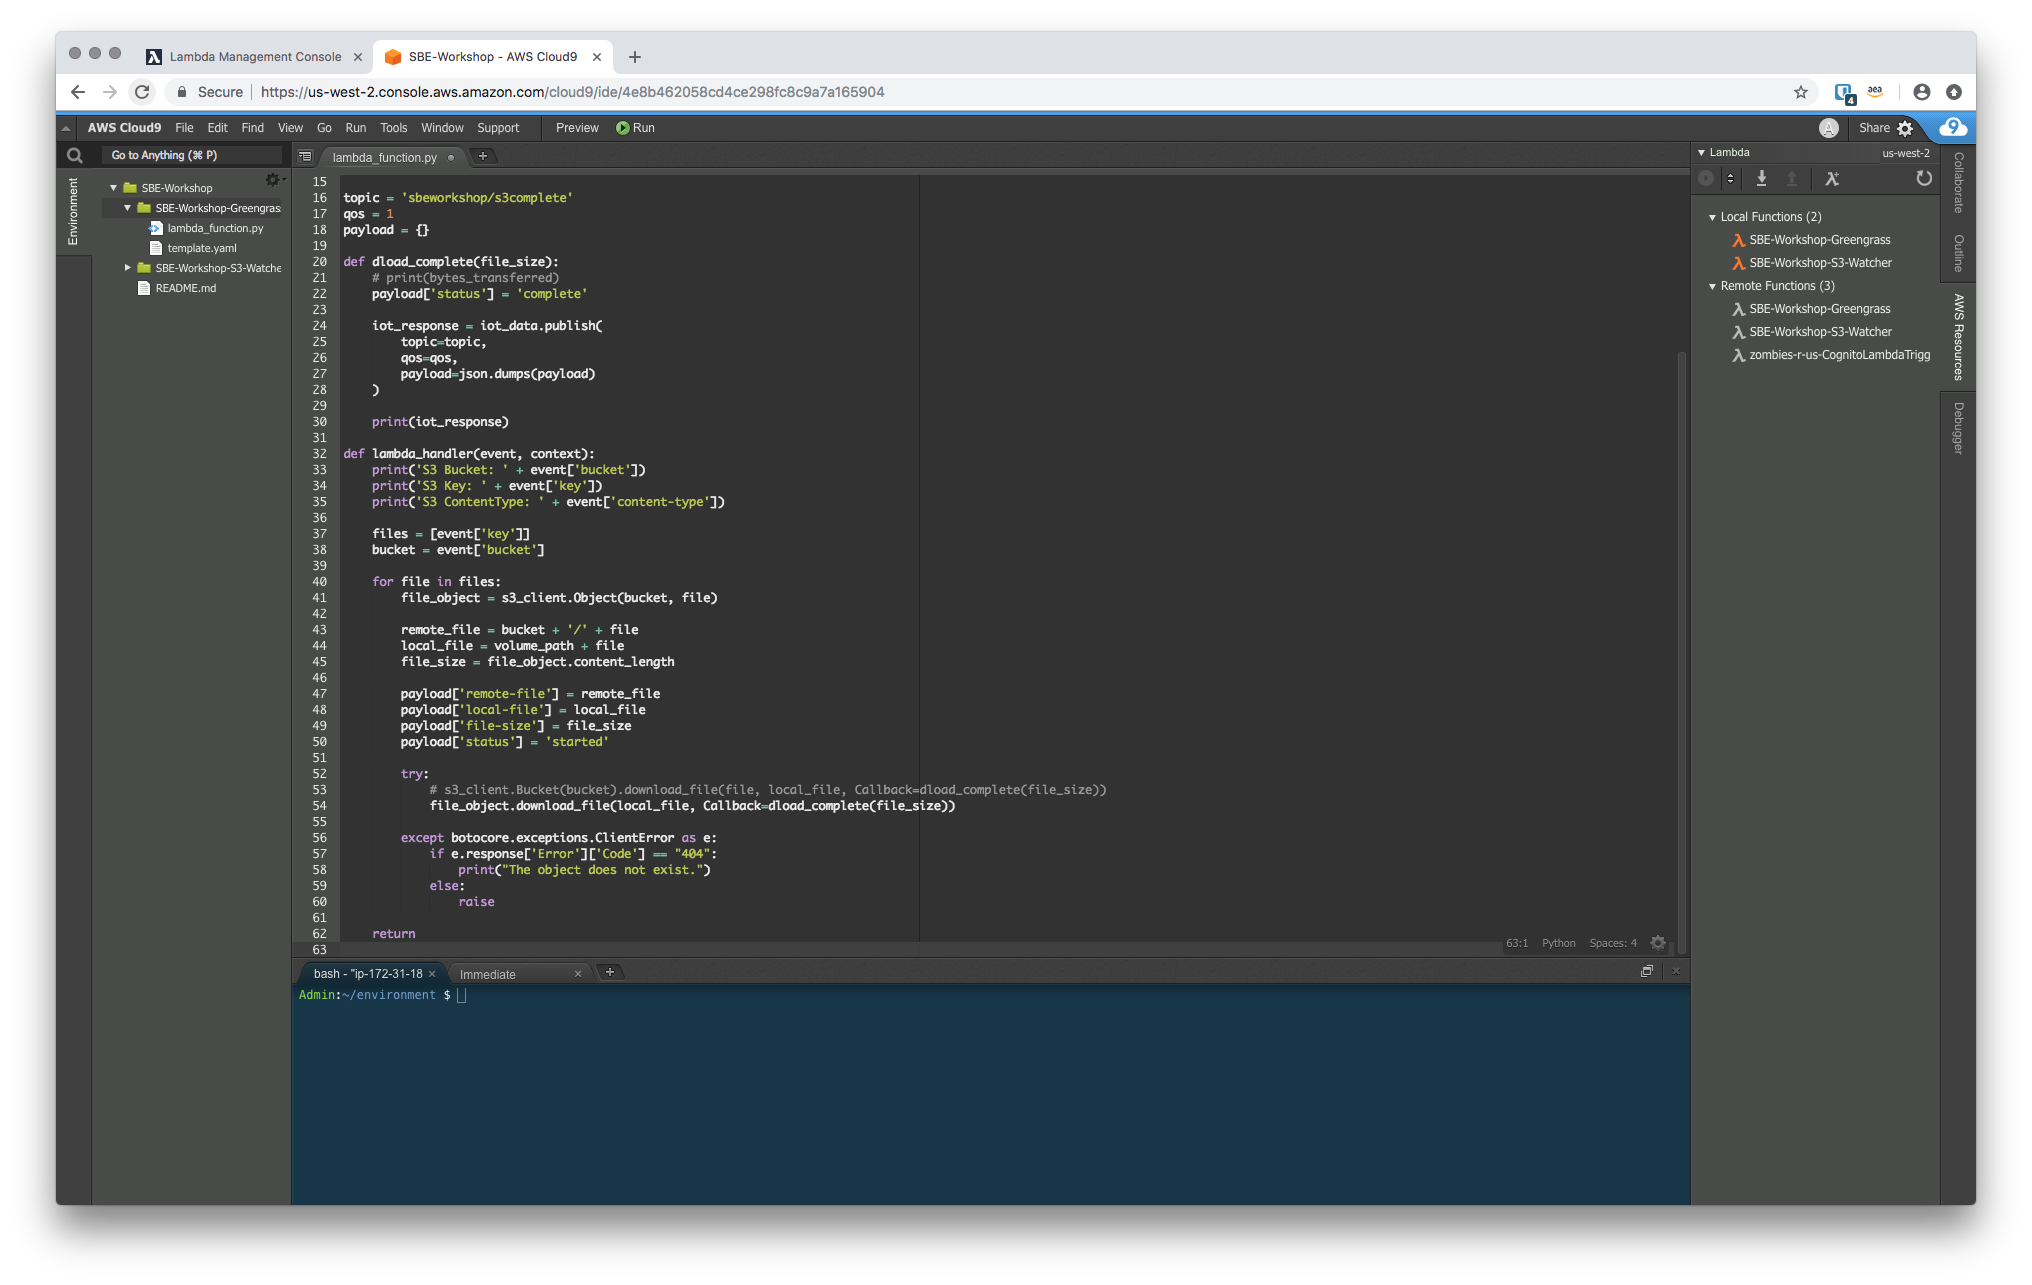 Lambda Management Console
SBE-Workshop - AWS Cloud9
Secure
https://us-west-2.console.aws.amazon.com/cloud9/ide/4e8b462058cd4ce298fc8c9a7a165904
4
aea
AWS Cloud9 File Edit Find View Go Run Tools Window Support Preview Run
A Share 9
Go to Anything (⌘ P)
lambda_function.py
Environment
SBE-Workshop
SBE-Workshop-Greengras
lambda_function.py
template.yaml
SBE-Workshop-S3-Watche
README.md
15
16 topic = 'sbeworkshop/s3complete'
17 qos = 1
18 payload = {}
19
20 def dload_complete(file_size):
21     # print(bytes_transferred)
22     payload['status'] = 'complete'
23
24     iot_response = iot_data.publish(
25         topic=topic,
26         qos=qos,
27         payload=json.dumps(payload)
28     )
29
30     print(iot_response)
31
32 def lambda_handler(event, context):
33     print('S3 Bucket: ' + event['bucket'])
34     print('S3 Key: ' + event['key'])
35     print('S3 ContentType: ' + event['content-type'])
36
37     files = [event['key']]
38     bucket = event['bucket']
39
40     for file in files:
41         file_object = s3_client.Object(bucket, file)
42
43         remote_file = bucket + '/' + file
44         local_file = volume_path + file
45         file_size = file_object.content_length
46
47         payload['remote-file'] = remote_file
48         payload['local-file'] = local_file
49         payload['file-size'] = file_size
50         payload['status'] = 'started'
51
52         try:
53             # s3_client.Bucket(bucket).download_file(file, local_file, Callback=dload_complete(file_size))
54             file_object.download_file(local_file, Callback=dload_complete(file_size))
55
56         except botocore.exceptions.ClientError as e:
57             if e.response['Error']['Code'] == "404":
58                 print("The object does not exist.")
59             else:
60                 raise
61
62     return
63
63:1 Python Spaces: 4
bash - "ip-172-31-18
Immediate
Admin:~/environment $
Lambda us-west-2
Local Functions (2)
SBE-Workshop-Greengrass
SBE-Workshop-S3-Watcher
Remote Functions (3)
SBE-Workshop-Greengrass
SBE-Workshop-S3-Watcher
zombies-r-us-CognitoLambdaTrigg
Collaborate
Outline
AWS Resources
Debugger